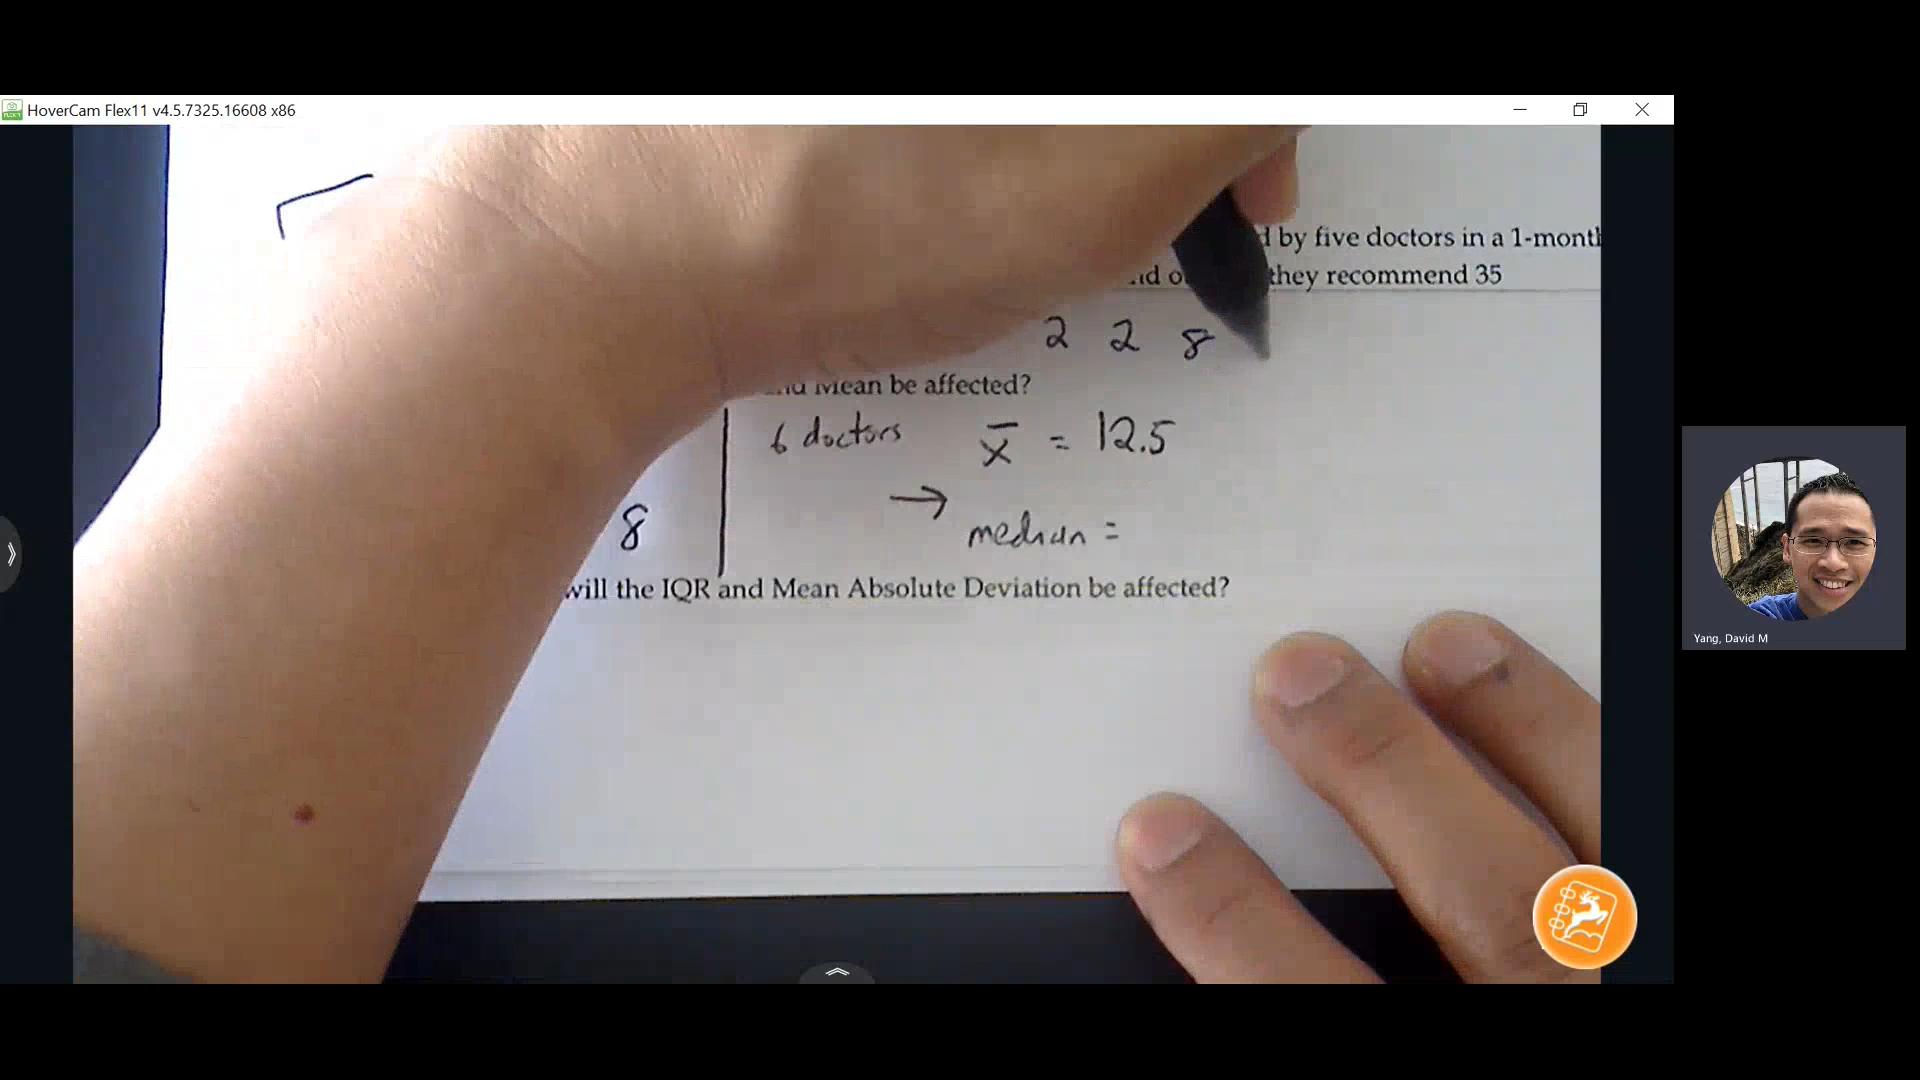 HoverCam Flex11 v4.5.7325.16608 x86
by five doctors in a 1-month
they recommend 35
2 2 8
Mean be affected?
6 doctors x̄ = 12.5
→
8 median =
will the IQR and Mean Absolute Deviation be affected?
Yang, David M